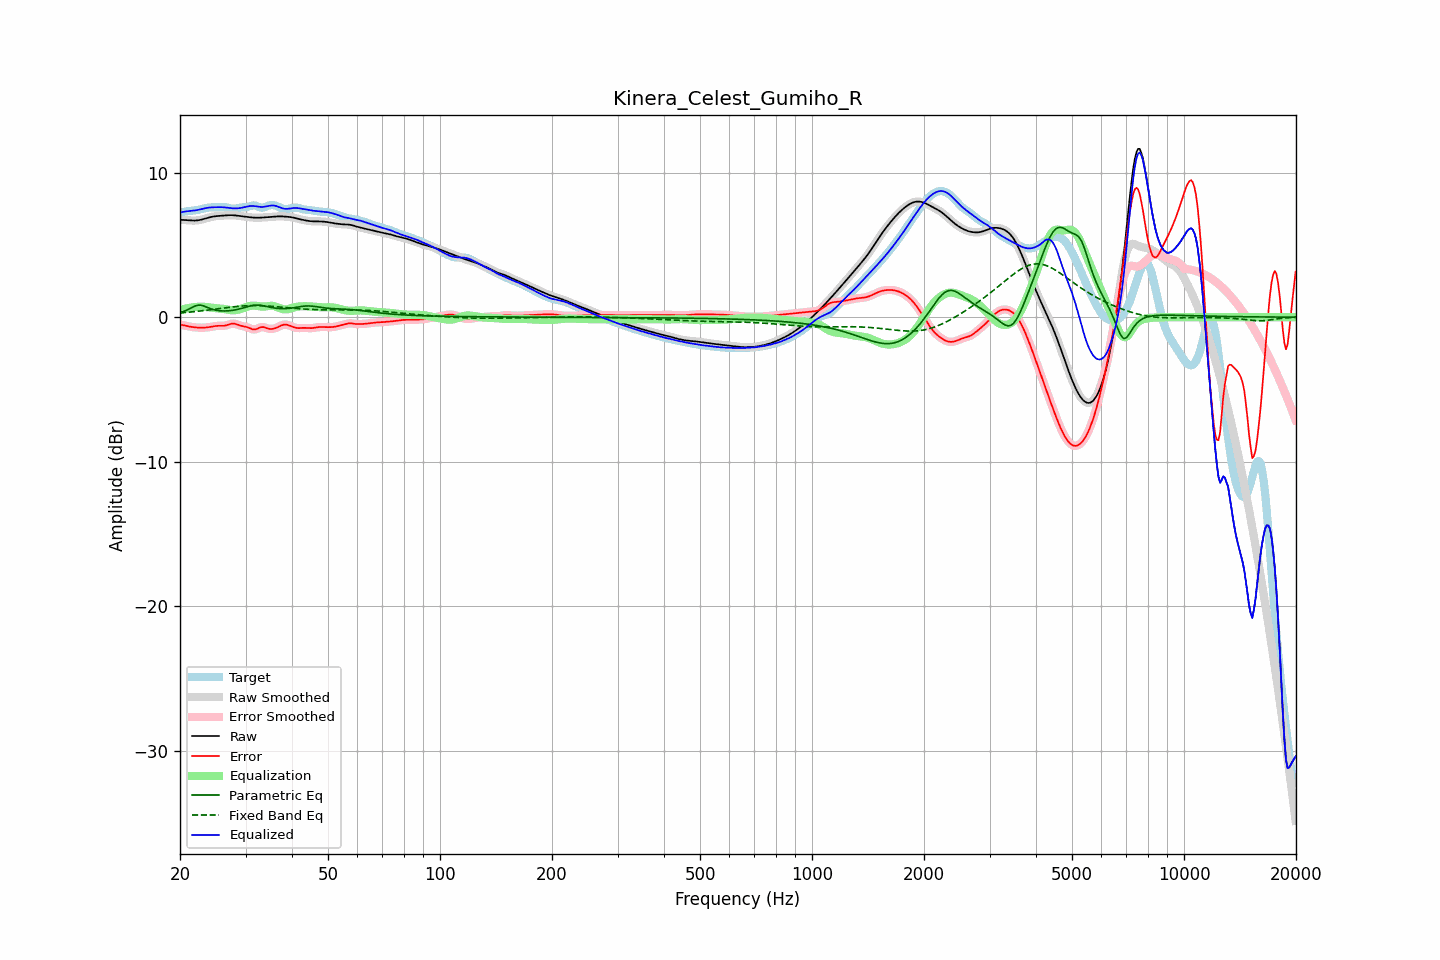 Kinera_Celest_Gumiho_R
Amplitude (dBr)
10
0
−10
−20
−30
Target
Raw Smoothed
Error Smoothed
Raw
Error
Equalization
Parametric Eq
Fixed Band Eq
Equalized
20 50 100 200 500 1000 2000 5000 10000 20000
Frequency (Hz)